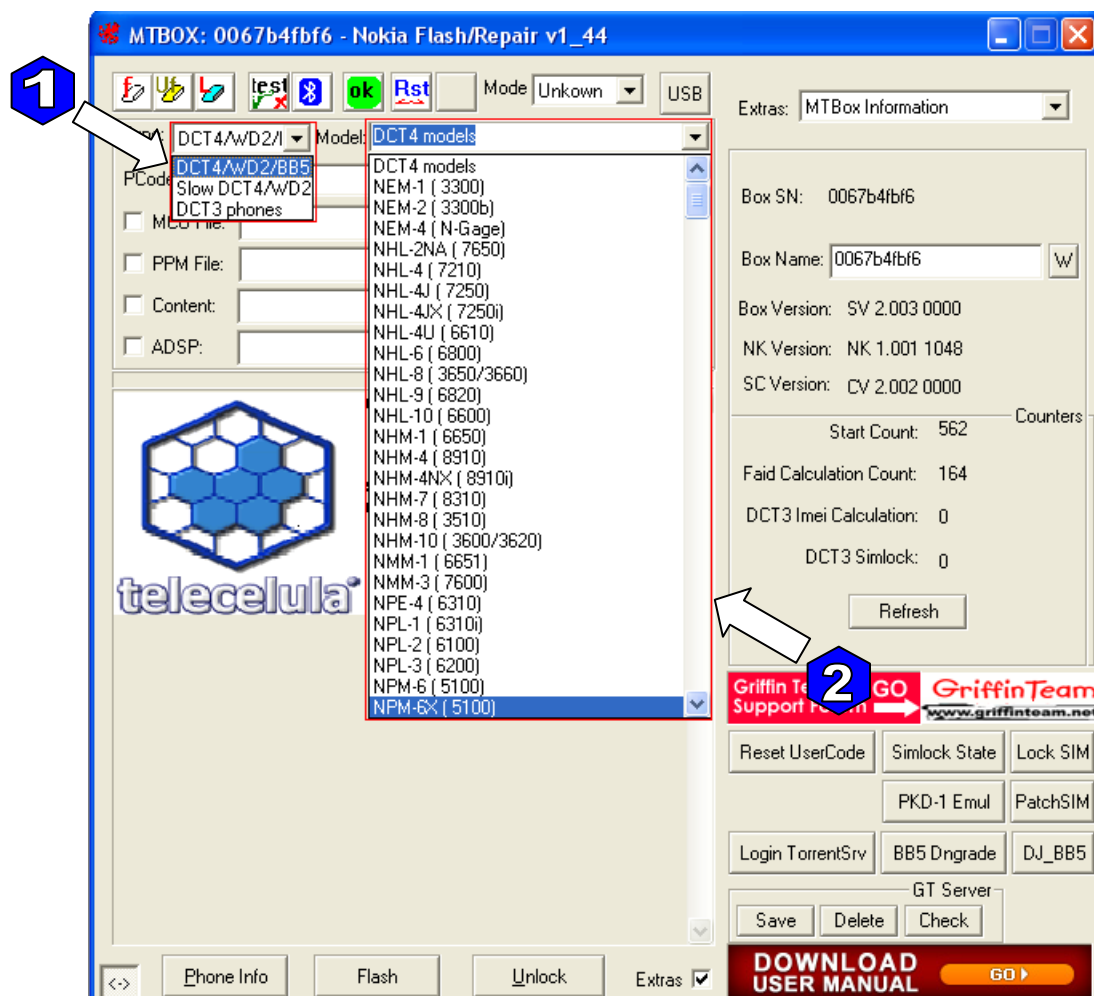 MTBOX: 0067b4fbf6 - Nokia Flash/Repair v1_44
1
test
ok
Rst
Mode
Unkown
USB
Extras:
MTBox Information
DCT4/WD2/I
Model:
DCT4 models
DCT4/WD2/BB5
Slow DCT4/WD2
DCT3 phones
PCode
MCU File:
PPM File:
Content:
ADSP:
DCT4 models
NEM-1 ( 3300)
NEM-2 ( 3300b)
NEM-4 ( N-Gage)
NHL-2NA ( 7650)
NHL-4 ( 7210)
NHL-4J ( 7250)
NHL-4JX ( 7250i)
NHL-4U ( 6610)
NHL-6 ( 6800)
NHL-8 ( 3650/3660)
NHL-9 ( 6820)
NHL-10 ( 6600)
NHM-1 ( 6650)
NHM-4 ( 8910)
NHM-4NX ( 8910i)
NHM-7 ( 8310)
NHM-8 ( 3510)
NHM-10 ( 3600/3620)
NMM-1 ( 6651)
NMM-3 ( 7600)
NPE-4 ( 6310)
NPL-1 ( 6310i)
NPL-2 ( 6100)
NPL-3 ( 6200)
NPM-6 ( 5100)
NPM-6X ( 5100)
telecelula
2
Box SN: 0067b4fbf6
Box Name: 0067b4fbf6 W
Box Version: SV 2.003 0000
NK Version: NK 1.001 1048
SC Version: CV 2.002 0000
Counters
Start Count: 562
Faid Calculation Count: 164
DCT3 Imei Calculation: 0
DCT3 Simlock: 0
Refresh
Griffin
Support
GO
GriffinTeam
www.griffinteam.net
Reset UserCode
Simlock State
Lock SIM
PKD-1 Emul
PatchSIM
Login TorrentSrv
BB5 Dngrade
DJ_BB5
GT Server
Save
Delete
Check
DOWNLOAD
USER MANUAL
GO
<->
Phone Info
Flash
Unlock
Extras